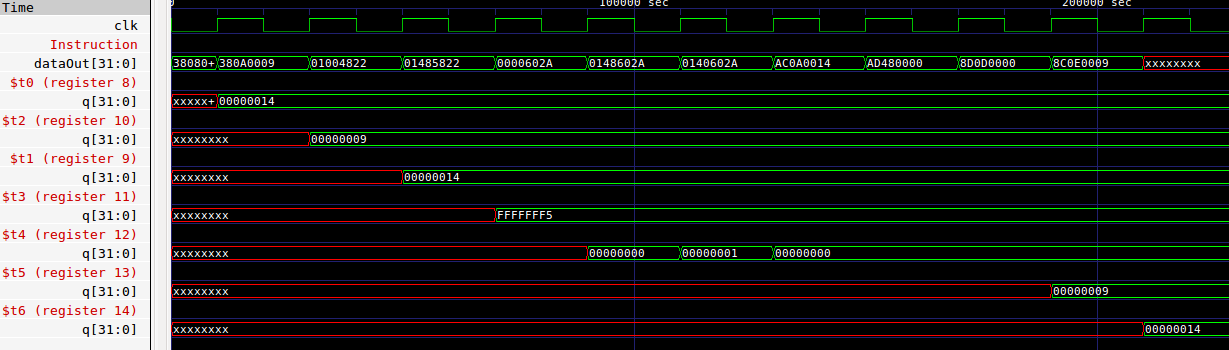 Time 0 100000 sec 200000 sec
clk
Instruction
dataOut[31:0] 38080+ 380A0009 01004822 01485822 0000602A 0148602A 0140602A AC0A0014 AD480000 8D0D0000 8C0E0009 xxxxxxxx
$t0 (register 8)
q[31:0] xxxxx+ 00000014
$t2 (register 10)
q[31:0] xxxxxxxx 00000009
$t1 (register 9)
q[31:0] xxxxxxxx 00000014
$t3 (register 11)
q[31:0] xxxxxxxx FFFFFFF5
$t4 (register 12)
q[31:0] xxxxxxxx 00000000 00000001 00000000
$t5 (register 13)
q[31:0] xxxxxxxx 00000009
$t6 (register 14)
q[31:0] xxxxxxxx 00000014